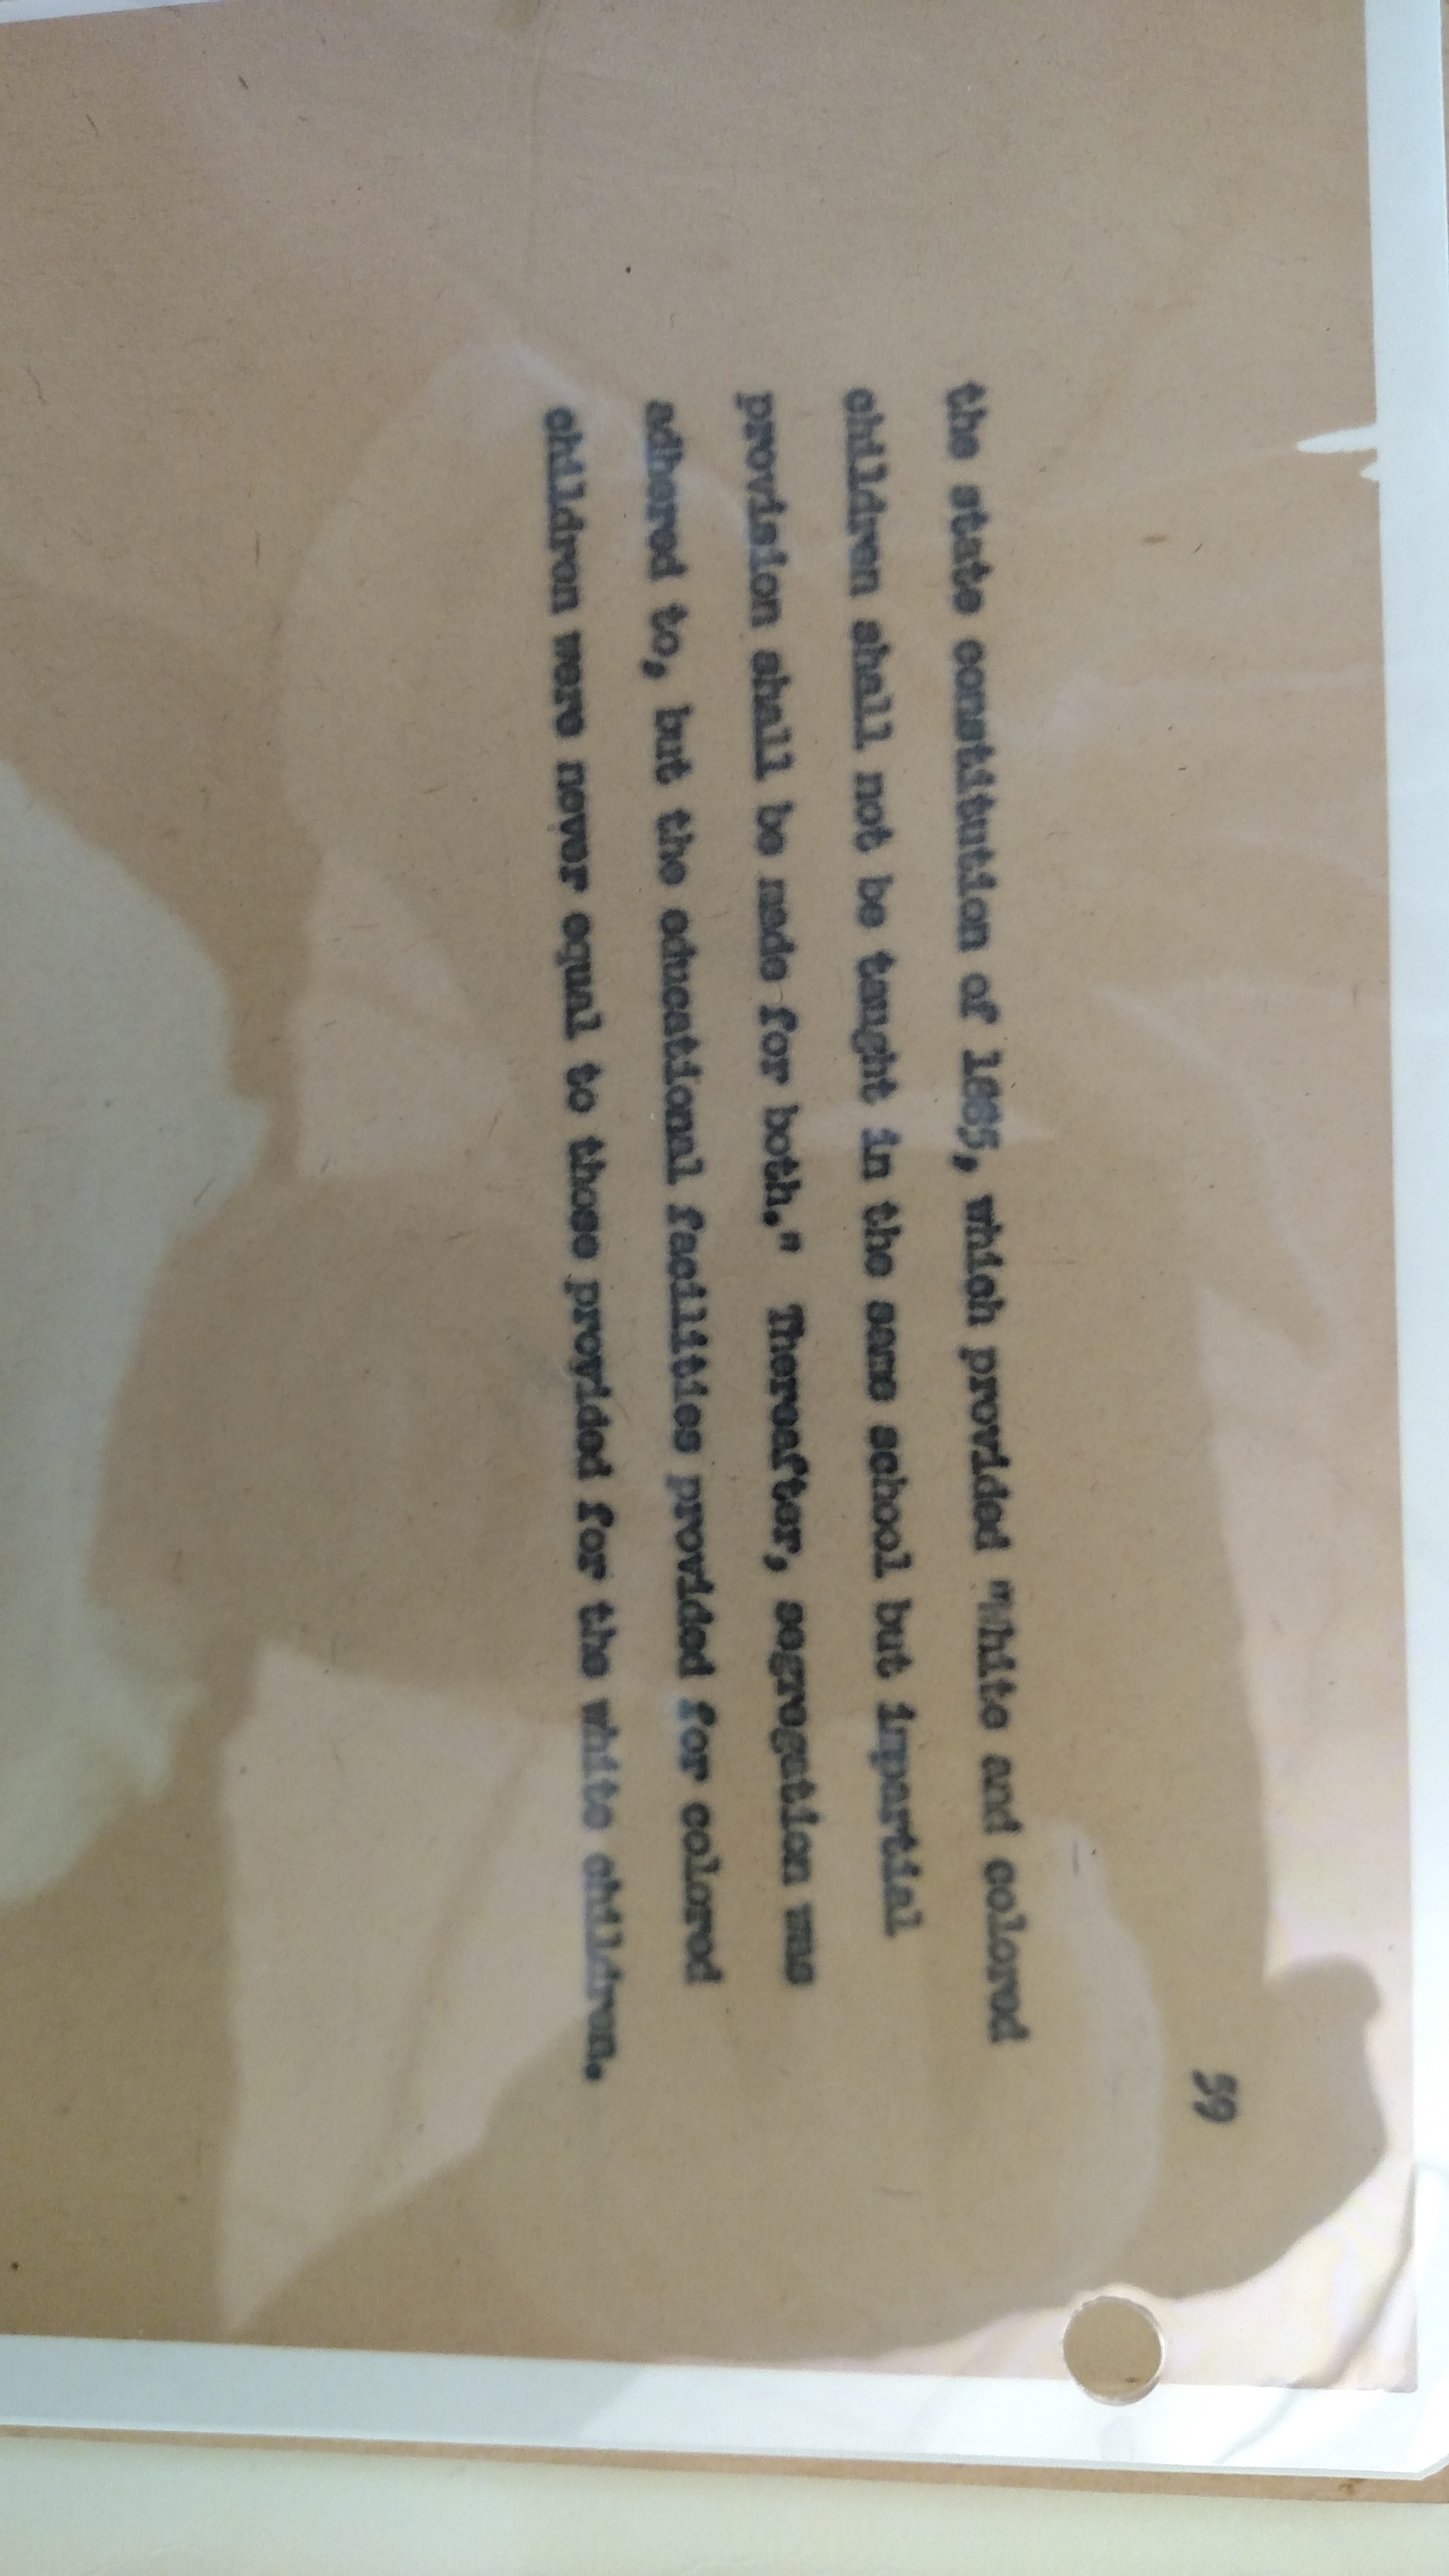 59
the state constitution of 1885, which provided "White and colored
children shall not be taught in the same school but impartial
provision shall be made for both." Thereafter, segregation was
adhered to, but the educational facilities provided for colored
children were never equal to those provided for the white children.